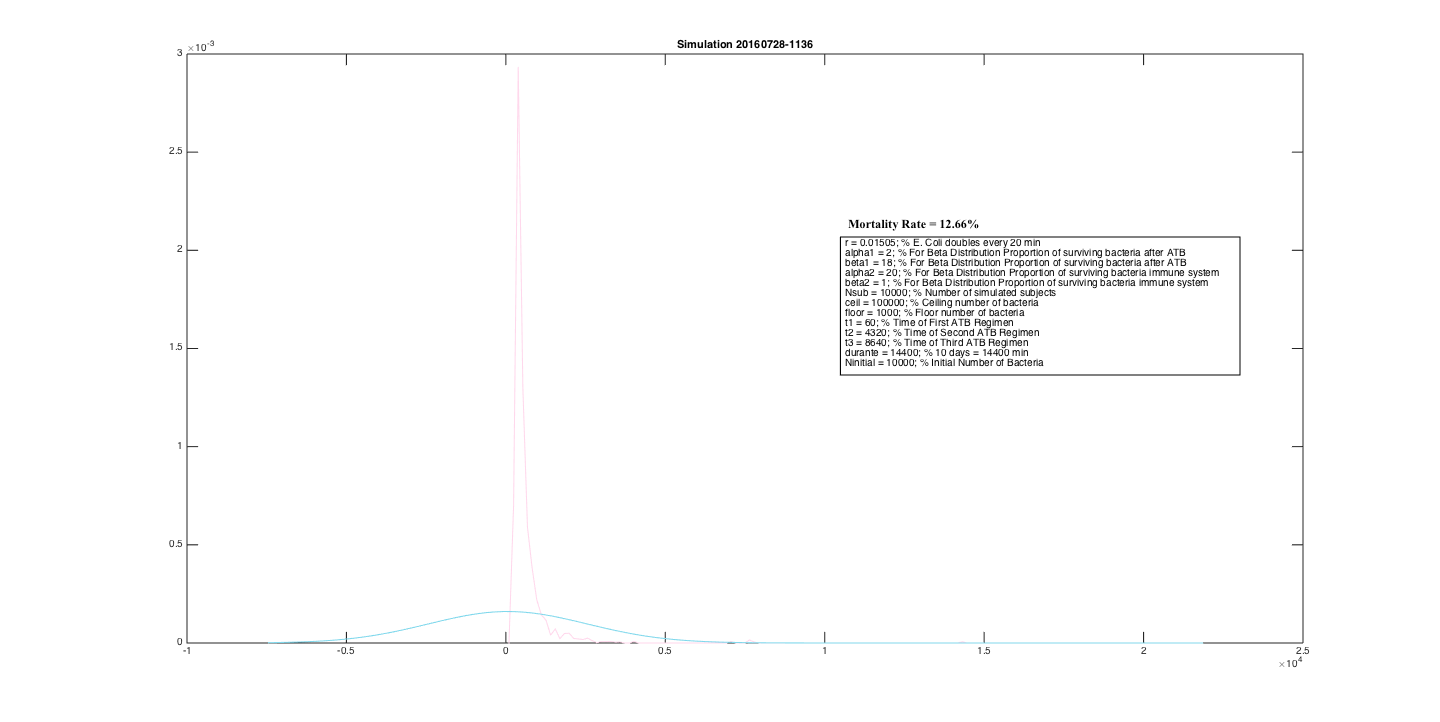 Simulation 20160728-1136
×10-3
3
2.5
2
1.5
1
0.5
0
Mortality Rate = 12.66%
r = 0.01505; % E. Coli doubles every 20 min
alpha1 = 2; % For Beta Distribution Proportion of surviving bacteria after ATB
beta1 = 18; % For Beta Distribution Proportion of surviving bacteria after ATB
alpha2 = 20; % For Beta Distribution Proportion of surviving bacteria immune system
beta2 = 1; % For Beta Distribution Proportion of surviving bacteria immune system
Nsub = 10000; % Number of simulated subjects
ceil = 100000; % Ceiling number of bacteria
floor = 1000; % Floor number of bacteria
t1 = 60; % Time of First ATB Regimen
t2 = 4320; % Time of Second ATB Regimen
t3 = 8640; % Time of Third ATB Regimen
durante = 14400; % 10 days = 14400 min
Ninitial = 10000; % Initial Number of Bacteria
-1 -0.5 0 0.5 1 1.5 2 2.5
×104